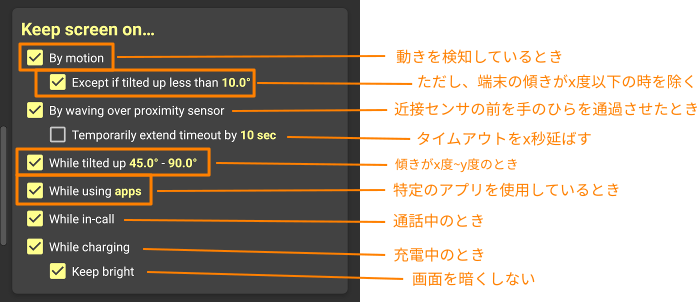 Keep screen on...
By motion
動きを検知しているとき
Except if tilted up less than 10.0°
ただし、端末の傾きがx度以下の時を除く
By waving over proximity sensor
近接センサの前を手のひらを通過させたとき
Temporarily extend timeout by 10 sec
タイムアウトをx秒延ばす
While tilted up 45.0° - 90.0°
傾きがx度~y度のとき
While using apps
特定のアプリを使用しているとき
While in-call
通話中のとき
While charging
充電中のとき
Keep bright
画面を暗くしない